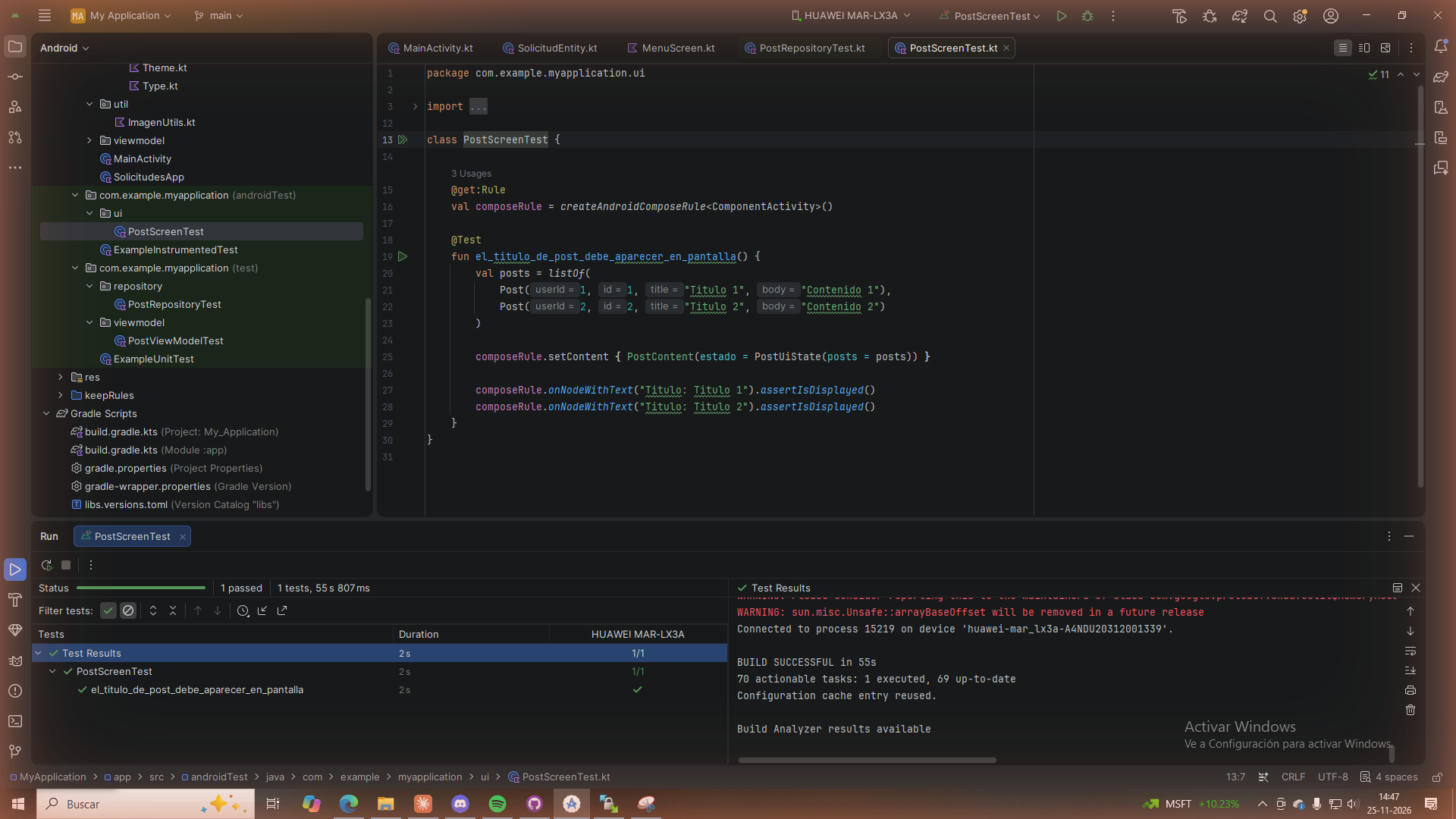 MA My Application
main
HUAWEI MAR-LX3A
PostScreenTest
Android
MainActivity.kt
SolicitudEntity.kt
MenuScreen.kt
PostRepositoryTest.kt
PostScreenTest.kt
Theme.kt
Type.kt
util
ImagenUtils.kt
viewmodel
MainActivity
SolicitudesApp
com.example.myapplication (androidTest)
ui
PostScreenTest
ExampleInstrumentedTest
com.example.myapplication (test)
repository
PostRepositoryTest
viewmodel
PostViewModelTest
ExampleUnitTest
res
keepRules
Gradle Scripts
build.gradle.kts (Project: My_Application)
build.gradle.kts (Module :app)
gradle.properties (Project Properties)
gradle-wrapper.properties (Gradle Version)
libs.versions.toml (Version Catalog "libs")
11
1 package com.example.myapplication.ui
2
3 import ...
12
13 class PostScreenTest {
14
3 Usages
15 @get:Rule
16 val composeRule = createAndroidComposeRule<ComponentActivity>()
17
18 @Test
19 fun el_titulo_de_post_debe_aparecer_en_pantalla() {
20 val posts = listOf(
21 Post( userId = 1, id = 1, title = "Titulo 1", body = "Contenido 1"),
22 Post( userId = 2, id = 2, title = "Titulo 2", body = "Contenido 2")
23 )
24
25 composeRule.setContent { PostContent(estado = PostUiState(posts = posts)) }
26
27 composeRule.onNodeWithText("Titulo: Titulo 1").assertIsDisplayed()
28 composeRule.onNodeWithText("Titulo: Titulo 2").assertIsDisplayed()
29 }
30 }
31
Run
PostScreenTest
Status
1 passed
1 tests, 55 s 807ms
Filter tests:
Tests Duration HUAWEI MAR-LX3A
Test Results 2 s 1/1
PostScreenTest 2 s 1/1
el_titulo_de_post_debe_aparecer_en_pantalla 2 s
Test Results
WARNING: sun.misc.Unsafe::arrayBaseOffset will be removed in a future release
Connected to process 15219 on device 'huawei-mar_lx3a-A4NDU20312001339'.
BUILD SUCCESSFUL in 55s
70 actionable tasks: 1 executed, 69 up-to-date
Configuration cache entry reused.
Build Analyzer results available
Activar Windows
Ve a Configuración para activar Windows.
MyApplication > app > src > androidTest > java > com > example > myapplication > ui > PostScreenTest.kt
13:7
CRLF
UTF-8
4 spaces
Buscar
MSFT +10.23%
14:47
25-11-2026